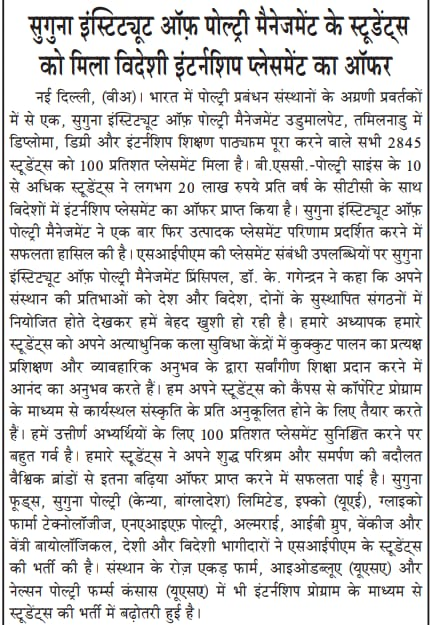 सुगुना इंस्टिट्यूट ऑफ़ पोल्ट्री मैनेजमेंट के स्टूडेंट्स
को मिला विदेशी इंटर्नशिप प्लेसमेंट का ऑफर
नई दिल्ली, (वीअ)। भारत में पोल्ट्री प्रबंधन संस्थानों के अग्रणी प्रवर्तकों
में से एक, सुगुना इंस्टिट्यूट ऑफ़ पोल्ट्री मैनेजमेंट उडुमालपेट, तमिलनाडु में
डिप्लोमा, डिग्री और इंटर्नशिप शिक्षण पाठ्यक्रम पूरा करने वाले सभी 2845
स्टूडेंट्स को 100 प्रतिशत प्लेसमेंट मिला है। बी.एससी.-पोल्ट्री साइंस के 10
से अधिक स्टूडेंट्स ने लगभग 20 लाख रुपये प्रति वर्ष के सीटीसी के साथ
विदेशों में इंटर्नशिप प्लेसमेंट का ऑफर प्राप्त किया है। सुगुना इंस्टिट्यूट ऑफ़
पोल्ट्री मैनेजमेंट ने एक बार फिर उत्पादक प्लेसमेंट परिणाम प्रदर्शित करने में
सफलता हासिल की है। एसआईपीएम की प्लेसमेंट संबंधी उपलब्धियों पर सुगुना
इंस्टिट्यूट ऑफ़ पोल्ट्री मैनेजमेंट प्रिंसिपल, डॉ. के. गगेन्द्रन ने कहा कि अपने
संस्थान की प्रतिभाओं को देश और विदेश, दोनों के सुस्थापित संगठनों में
नियोजित होते देखकर हमें बेहद खुशी हो रही है। हमारे अध्यापक हमारे
स्टूडेंट्स को अपने अत्याधुनिक कला सुविधा केंद्रों में कुक्कुट पालन का प्रत्यक्ष
प्रशिक्षण और व्यावहारिक अनुभव के द्वारा सर्वांगीण शिक्षा प्रदान करने में
आनंद का अनुभव करते हैं। हम अपने स्टूडेंट्स को कैंपस से कॉर्पोरेट प्रोग्राम
के माध्यम से कार्यस्थल संस्कृति के प्रति अनुकूलित होने के लिए तैयार करते
हैं। हमें उत्तीर्ण अभ्यर्थियों के लिए 100 प्रतिशत प्लेसमेंट सुनिश्चित करने पर
बहुत गर्व है। हमारे स्टूडेंट्स ने अपने शुद्ध परिश्रम और समर्पण की बदौलत
वैश्विक ब्रांडों से इतना बढ़िया ऑफर प्राप्त करने में सफलता पाई है। सुगुना
फूड्स, सुगुना पोल्ट्री (केन्या, बांग्लादेश) लिमिटेड, इफ्को (यूएई), ग्लाइको
फार्मा टेक्नोलॉजीज, एनएआइएफ़ पोल्ट्री, अल्मराई, आईबी ग्रुप, वेंकीज और
वेंत्री बायोलॉजिकल, देशी और विदेशी भागीदारों ने एसआईपीएम के स्टूडेंट्स
की भर्ती की है। संस्थान के रोज़ एकड़ फार्म, आइओडब्लूए (यूएसए) और
नेल्सन पोल्ट्री फर्म्स कंसास (यूएसए) में भी इंटर्नशिप प्रोग्राम के माध्यम से
स्टूडेंट्स की भर्ती में बढ़ोतरी हुई है।